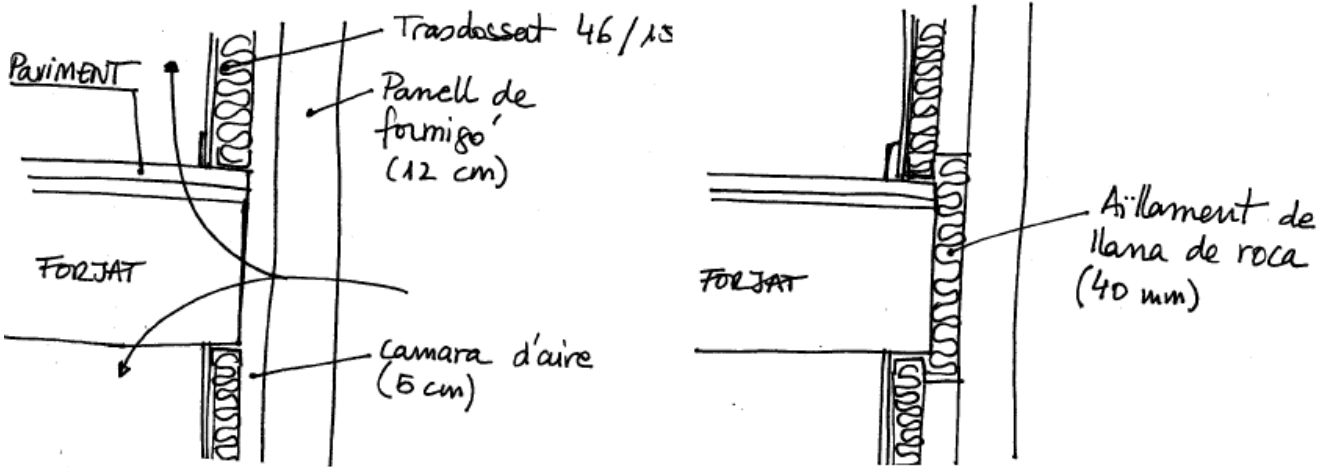 Trasdossat 46/15
PAVIMENT
Panell de
formigó
(12 cm)
FORJAT
camara d'aire
(5 cm)
FORJAT
Aïllament de
llana de roca
(40 mm)